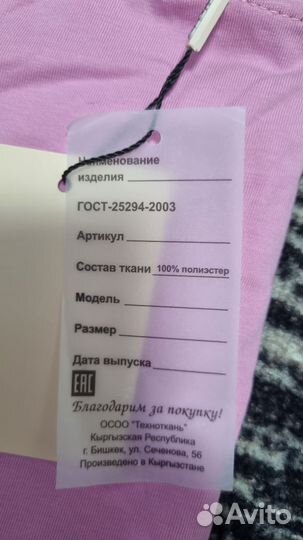 Наименование
изделия
ГОСТ-25294-2003
Артикул
Состав ткани 100% полиэстер
Модель
Размер
Дата выпуска
EAC
Благодарим за покупку!
ОСОО "Техноткань"
Кыргызская Республика
г. Бишкек, ул. Сеченова, 56
Произведено в Кыргызстане
Avito